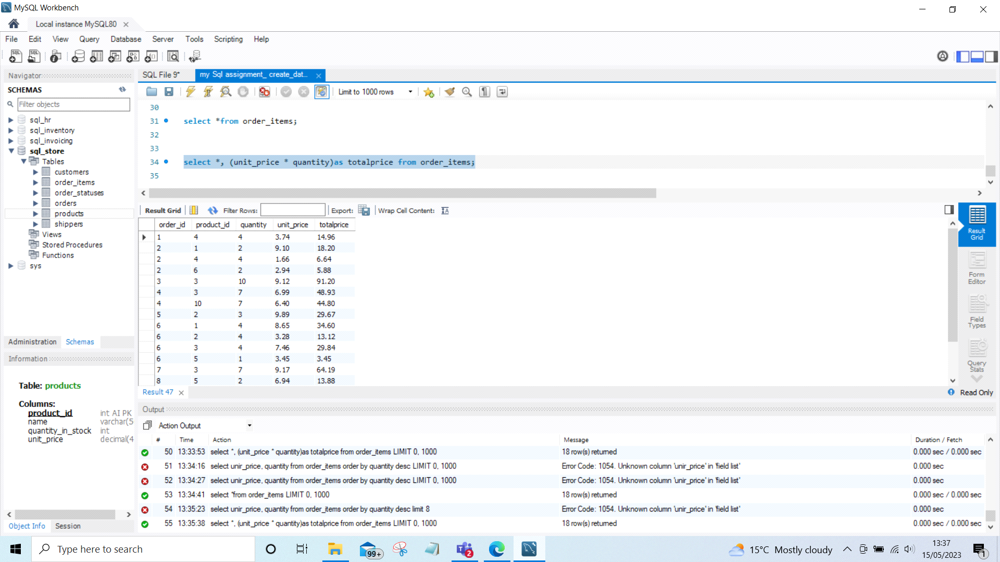 MySQL Workbench
Local instance MySQL80
File Edit View Query Database Server Tools Scripting Help
Navigator
SQL File 9*
my Sql assignment_ create_dat...
SCHEMAS
Filter objects
sql_hr
sql_inventory
sql_invoicing
sql_store
Tables
customers
order_items
order_statuses
orders
products
shippers
Views
Stored Procedures
Functions
sys
Administration Schemas
Information
Table: products
Columns:
product_id int AI PK
name varchar(5
quantity_in_stock int
unit_price decimal(4
Object Info Session
Limit to 1000 rows
30
31 select *from order_items;
32
33
34 select *, (unit_price * quantity)as totalprice from order_items;
35
Result Grid Filter Rows: Export: Wrap Cell Content:
order_id product_id quantity unit_price totalprice
1 4 4 3.74 14.96
2 1 2 9.10 18.20
2 4 4 1.66 6.64
2 6 2 2.94 5.88
3 3 10 9.12 91.20
4 3 7 6.99 48.93
4 10 7 6.40 44.80
5 2 3 9.89 29.67
6 1 4 8.65 34.60
6 2 4 3.28 13.12
6 3 4 7.46 29.84
6 5 1 3.45 3.45
7 3 7 9.17 64.19
8 5 2 6.94 13.88
Result Grid
Form Editor
Field Types
Query Stats
Result 47
Read Only
Output
Action Output
# Time Action Message Duration / Fetch
50 13:33:53 select *, (unit_price * quantity)as totalprice from order_items LIMIT 0, 1000 18 row(s) returned 0.000 sec / 0.000 sec
51 13:34:16 select unir_price, quantity from order_items order by quantity desc LIMIT 0, 1000 Error Code: 1054. Unknown column 'unir_price' in 'field list' 0.000 sec
52 13:34:27 select unir_price, quantity from order_items order by quantity desc LIMIT 0, 1000 Error Code: 1054. Unknown column 'unir_price' in 'field list' 0.000 sec
53 13:34:41 select *from order_items LIMIT 0, 1000 18 row(s) returned 0.000 sec / 0.000 sec
54 13:35:23 select unir_price, quantity from order_items order by quantity desc limit 8 Error Code: 1054. Unknown column 'unir_price' in 'field list' 0.000 sec
55 13:35:38 select *, (unit_price * quantity)as totalprice from order_items LIMIT 0, 1000 18 row(s) returned 0.000 sec / 0.000 sec
Type here to search
99+
2
15°C Mostly cloudy
13:37
15/05/2023
1